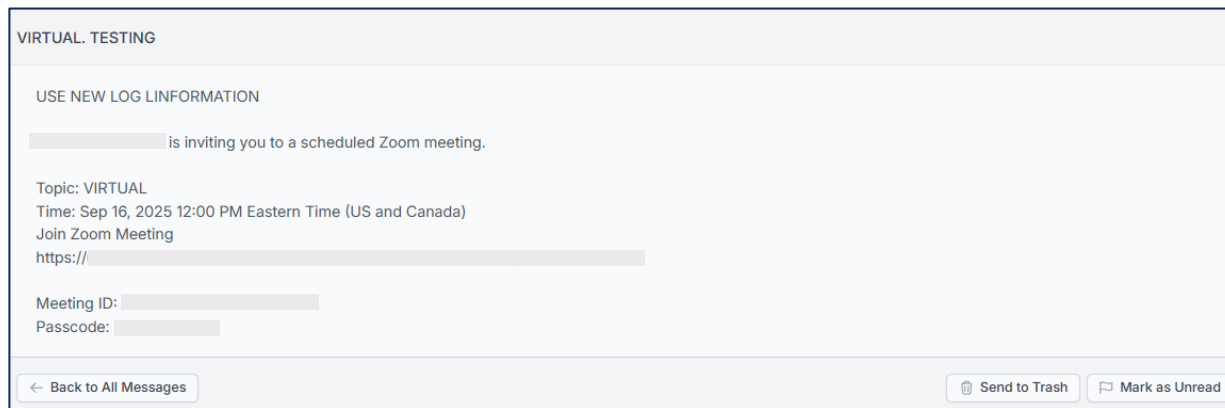 VIRTUAL. TESTING
USE NEW LOG LINFORMATION
is inviting you to a scheduled Zoom meeting.
Topic: VIRTUAL
Time: Sep 16, 2025 12:00 PM Eastern Time (US and Canada)
Join Zoom Meeting
https://
Meeting ID:
Passcode:
Back to All Messages Send to Trash Mark as Unread